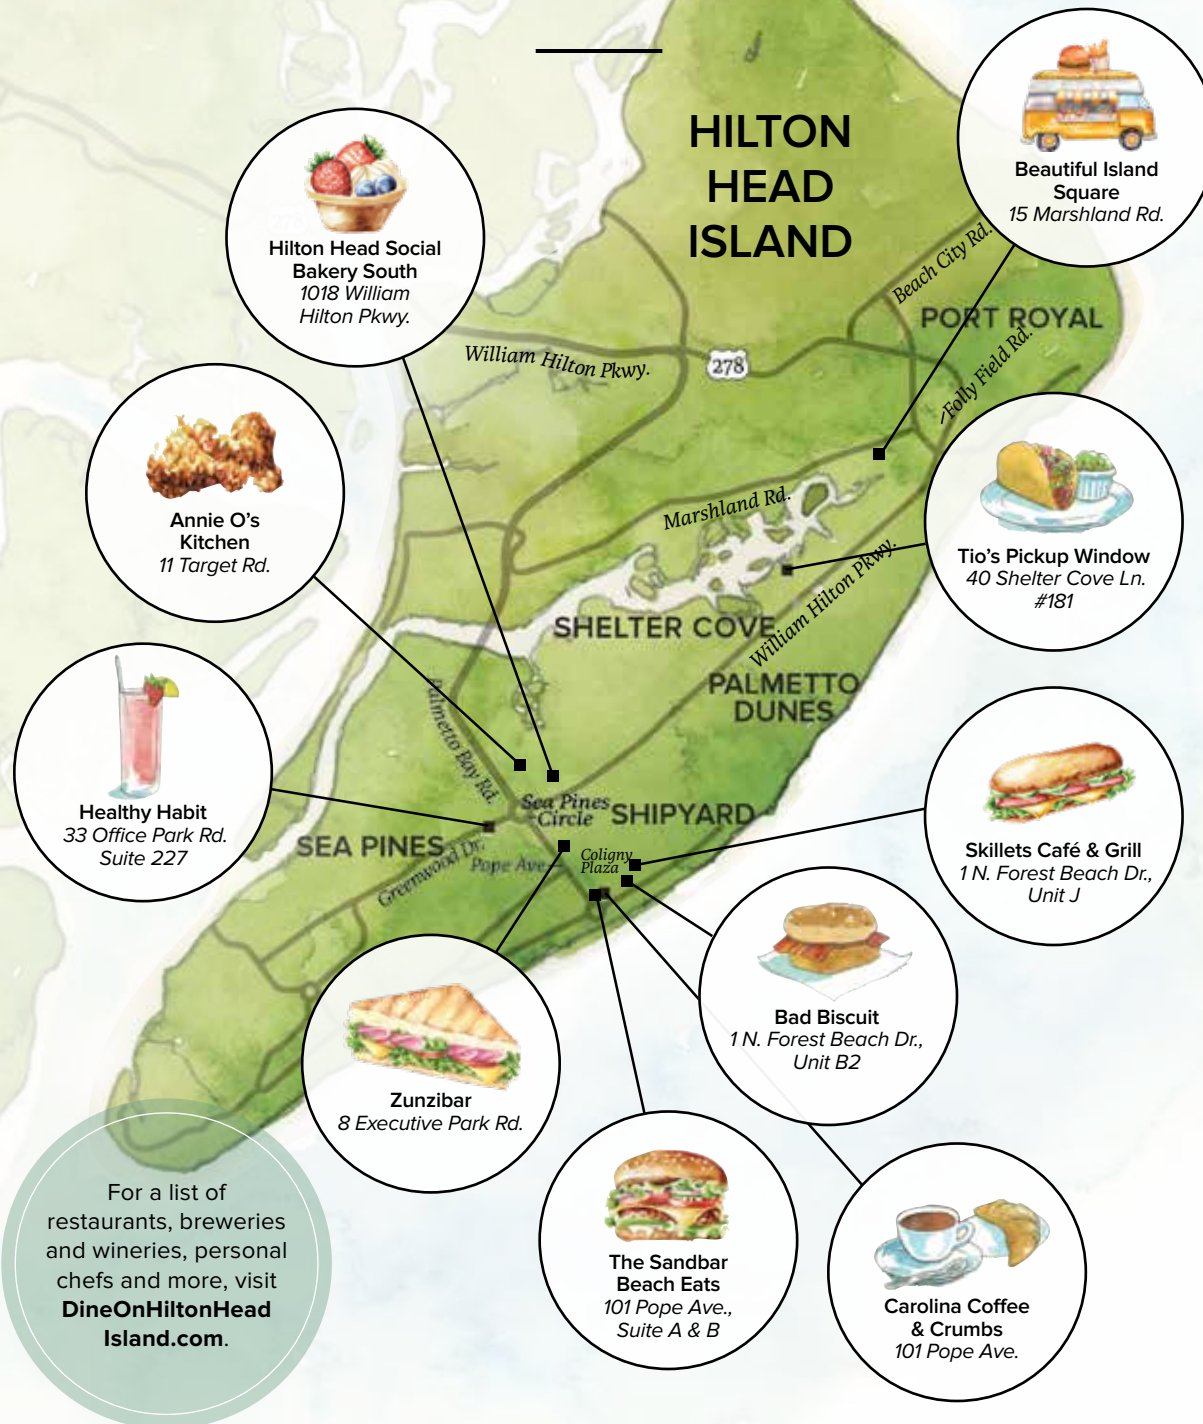 HILTON
HEAD
ISLAND
Beautiful Island
Square
15 Marshland Rd.
Hilton Head Social
Bakery South
1018 William
Hilton Pkwy.
Beach City Rd.
PORT ROYAL
William Hilton Pkwy.
278
Folly Field Rd.
Annie O's
Kitchen
11 Target Rd.
Marshland Rd.
Tio's Pickup Window
40 Shelter Cove Ln.
#181
William Hilton Pkwy.
SHELTER COVE
PALMETTO
DUNES
Palmetto Bay Rd.
Healthy Habit
33 Office Park Rd.
Suite 227
Sea Pines
Circle
SHIPYARD
SEA PINES
Greenwood Dr.
Pope Ave.
Coligny
Plaza
Skillets Café & Grill
1 N. Forest Beach Dr.,
Unit J
Bad Biscuit
1 N. Forest Beach Dr.,
Unit B2
Zunzibar
8 Executive Park Rd.
The Sandbar
Beach Eats
101 Pope Ave.,
Suite A & B
Carolina Coffee
& Crumbs
101 Pope Ave.
For a list of
restaurants, breweries
and wineries, personal
chefs and more, visit
DineOnHiltonHead
Island.com.